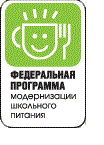 ФЕДЕРАЛЬНАЯ
ПРОГРАММА
модернизации
школьного
питания